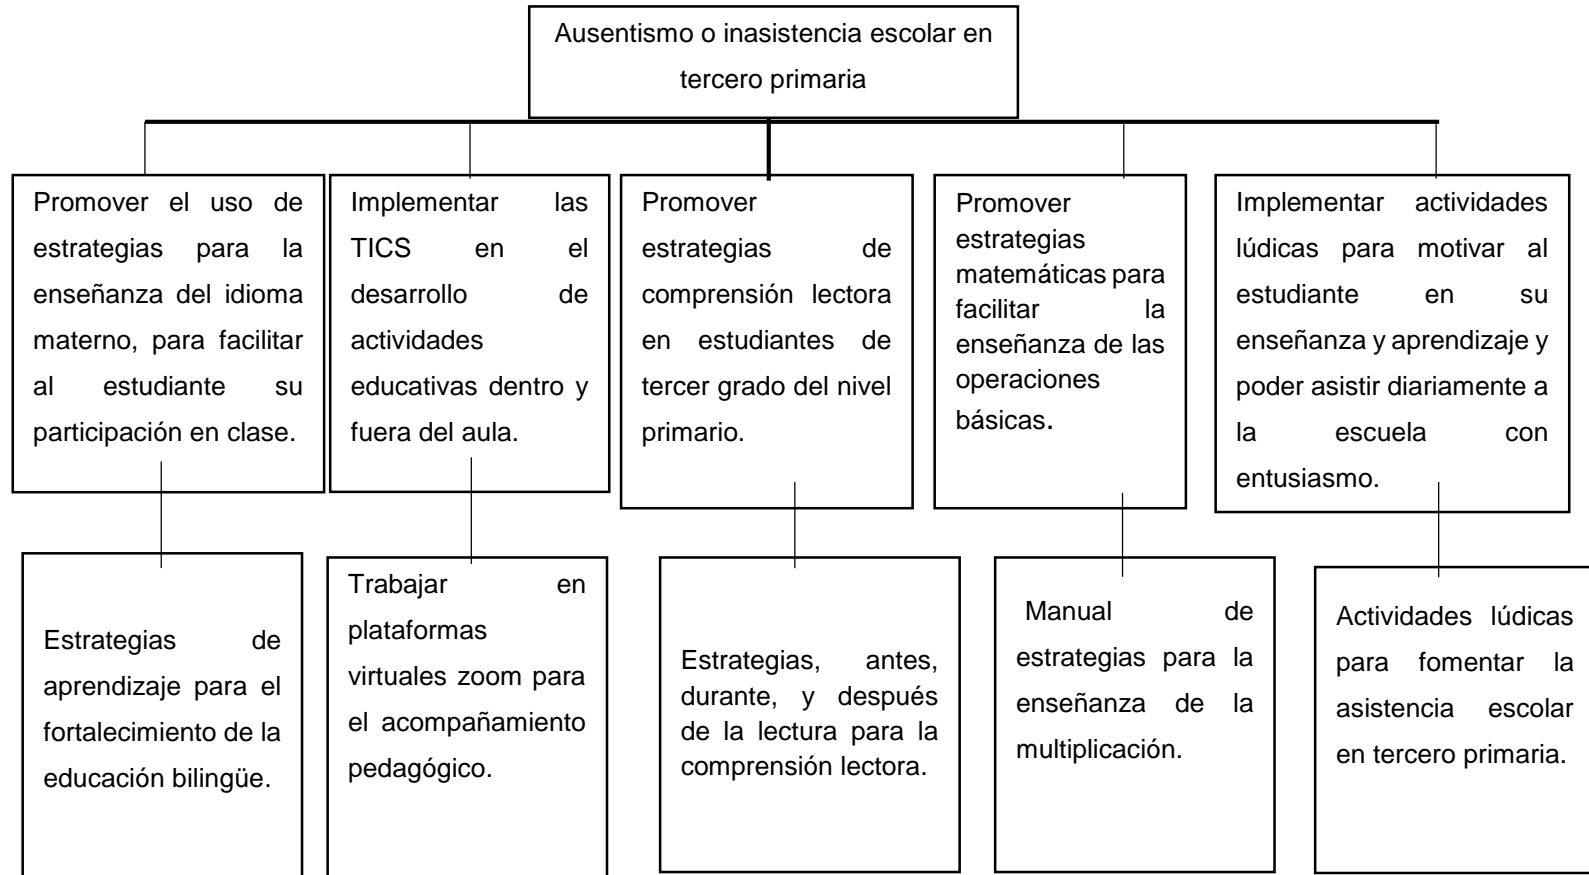 Ausentismo o inasistencia escolar en
tercero primaria
Promover el uso de
estrategias para la
enseñanza del idioma
materno, para facilitar
al estudiante su
participación en clase.
Implementar las
TICS en el
desarrollo de
actividades
educativas dentro y
fuera del aula.
Promover
estrategias de
comprensión lectora
en estudiantes de
tercer grado del nivel
primario.
Promover
estrategias
matemáticas para
facilitar la
enseñanza de las
operaciones
básicas.
Implementar actividades
lúdicas para motivar al
estudiante en su
enseñanza y aprendizaje y
poder asistir diariamente a
la escuela con
entusiasmo.
Estrategias de
aprendizaje para el
fortalecimiento de la
educación bilingüe.
Trabajar en
plataformas
virtuales zoom para
el acompañamiento
pedagógico.
Estrategias, antes,
durante, y después
de la lectura para la
comprensión lectora.
Manual de
estrategias para la
enseñanza de la
multiplicación.
Actividades lúdicas
para fomentar la
asistencia escolar
en tercero primaria.